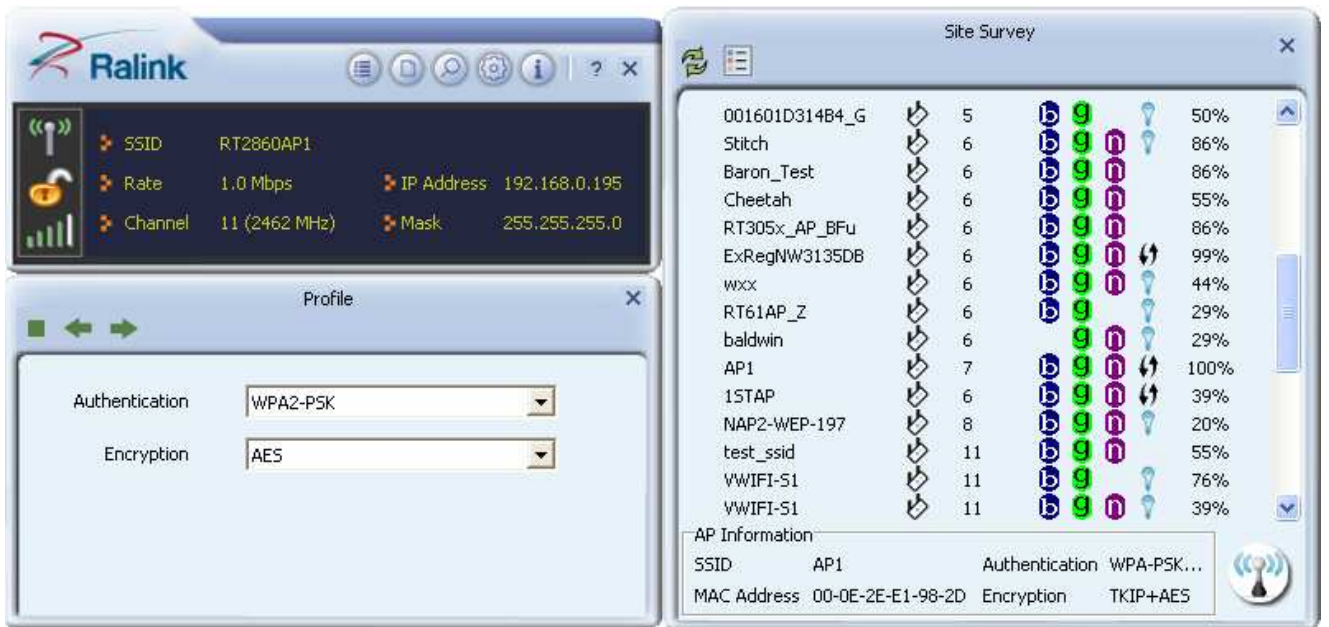 Ralink
? ×
SSID RT2860AP1
Rate 1.0 Mbps IP Address 192.168.0.195
Channel 11 (2462 MHz) Mask 255.255.255.0
Profile
Authentication WPA2-PSK
Encryption AES
Site Survey
001601D314B4_G 5 b g 50%
Stitch 6 b g n 86%
Baron_Test 6 b g n 86%
Cheetah 6 b g n 55%
RT305x_AP_BFu 6 b g n 86%
ExRegNW3135DB 6 b g n 99%
wxx 6 b g n 44%
RT61AP_Z 6 b g 29%
baldwin 6 g n 29%
AP1 7 b g n 100%
1STAP 6 b g n 39%
NAP2-WEP-197 8 b g n 20%
test_ssid 11 b g n 55%
VWIFI-S1 11 b g 76%
VWIFI-S1 11 b g n 39%
AP Information
SSID AP1 Authentication WPA-PSK...
MAC Address 00-0E-2E-E1-98-2D Encryption TKIP+AES